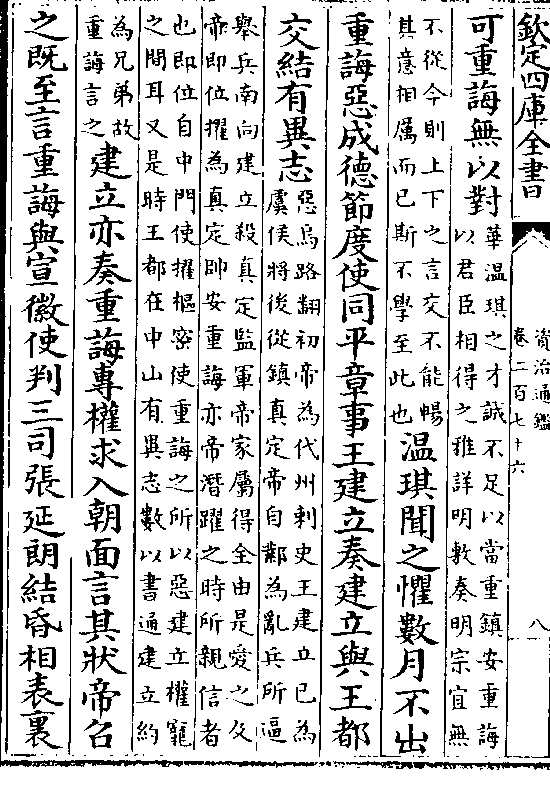 欽定四庫全書
資治通鑑
卷二百七十六
八
可重誨無以對
華温琪之才誠不足以當重鎮安重誨
以君臣相得之雅詳明敷奏明宗宜無
不從今則上下之言交不能暢
其意相厲而已斯不學至此也
温琪聞之懼數月不出
重誨惡成德節度使同平章事王建立奏建立與王都
交結有異志
惡烏路翻初帝為代州刺史王建立已為
虞候將後從鎮真定帝自鄴為亂兵所逼
舉兵南向建立殺真定監軍帝家屬得全由是愛之及
帝即位擢為真定帥安重誨亦帝潛躍之時所親信者
也即位自中門使擢樞密使重誨之所以惡建立權寵
之間耳又是時王都在中山有異志數以書通建立約
為兄弟故
重誨言之
建立亦奏重誨專權求入朝面言其狀帝召
之既至言重誨與宣徽使判三司張延朗結昏相表裏